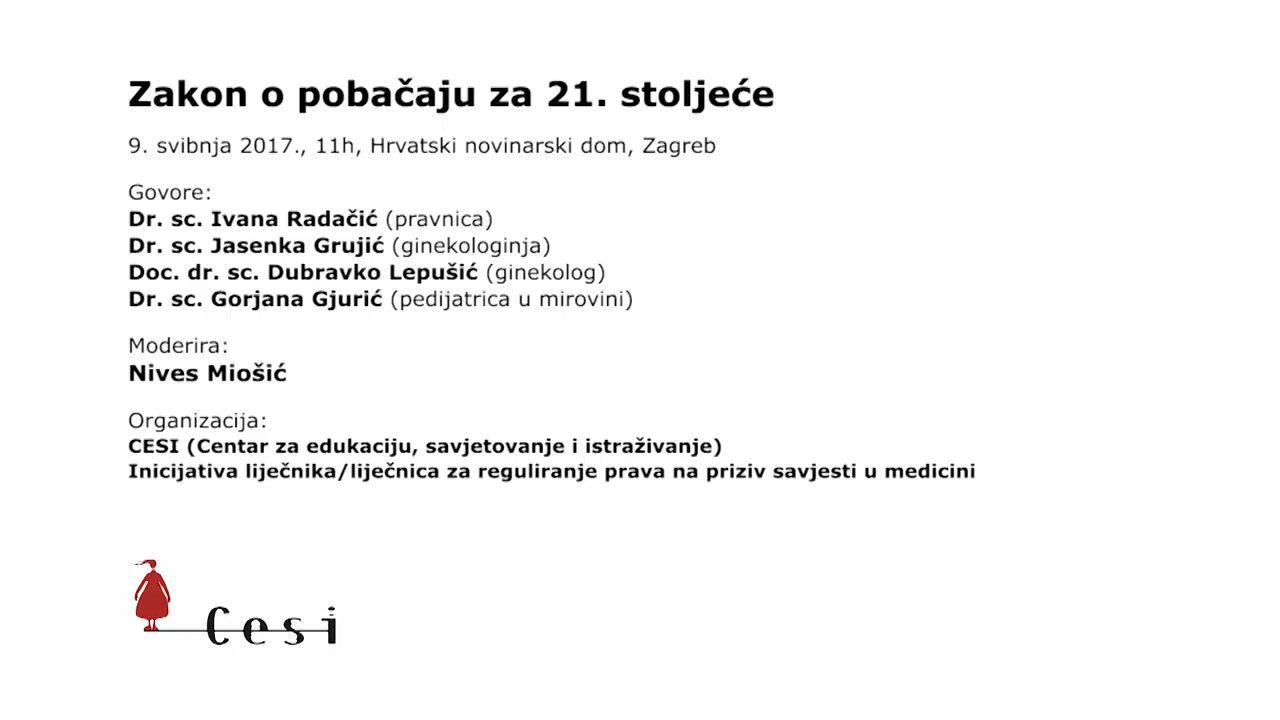 Zakon o pobačaju za 21. stoljeće
9. svibnja 2017., 11h, Hrvatski novinarski dom, Zagreb
Govore:
Dr. sc. Ivana Radačić (pravnica)
Dr. sc. Jasenka Grujić (ginekologinja)
Doc. dr. sc. Dubravko Lepušić (ginekolog)
Dr. sc. Gorjana Gjurić (pedijatrica u mirovini)
Moderira:
Nives Miošić
Organizacija:
CESI (Centar za edukaciju, savjetovanje i istraživanje)
Inicijativa liječnika/liječnica za reguliranje prava na priziv savjesti u medicini
Cesi